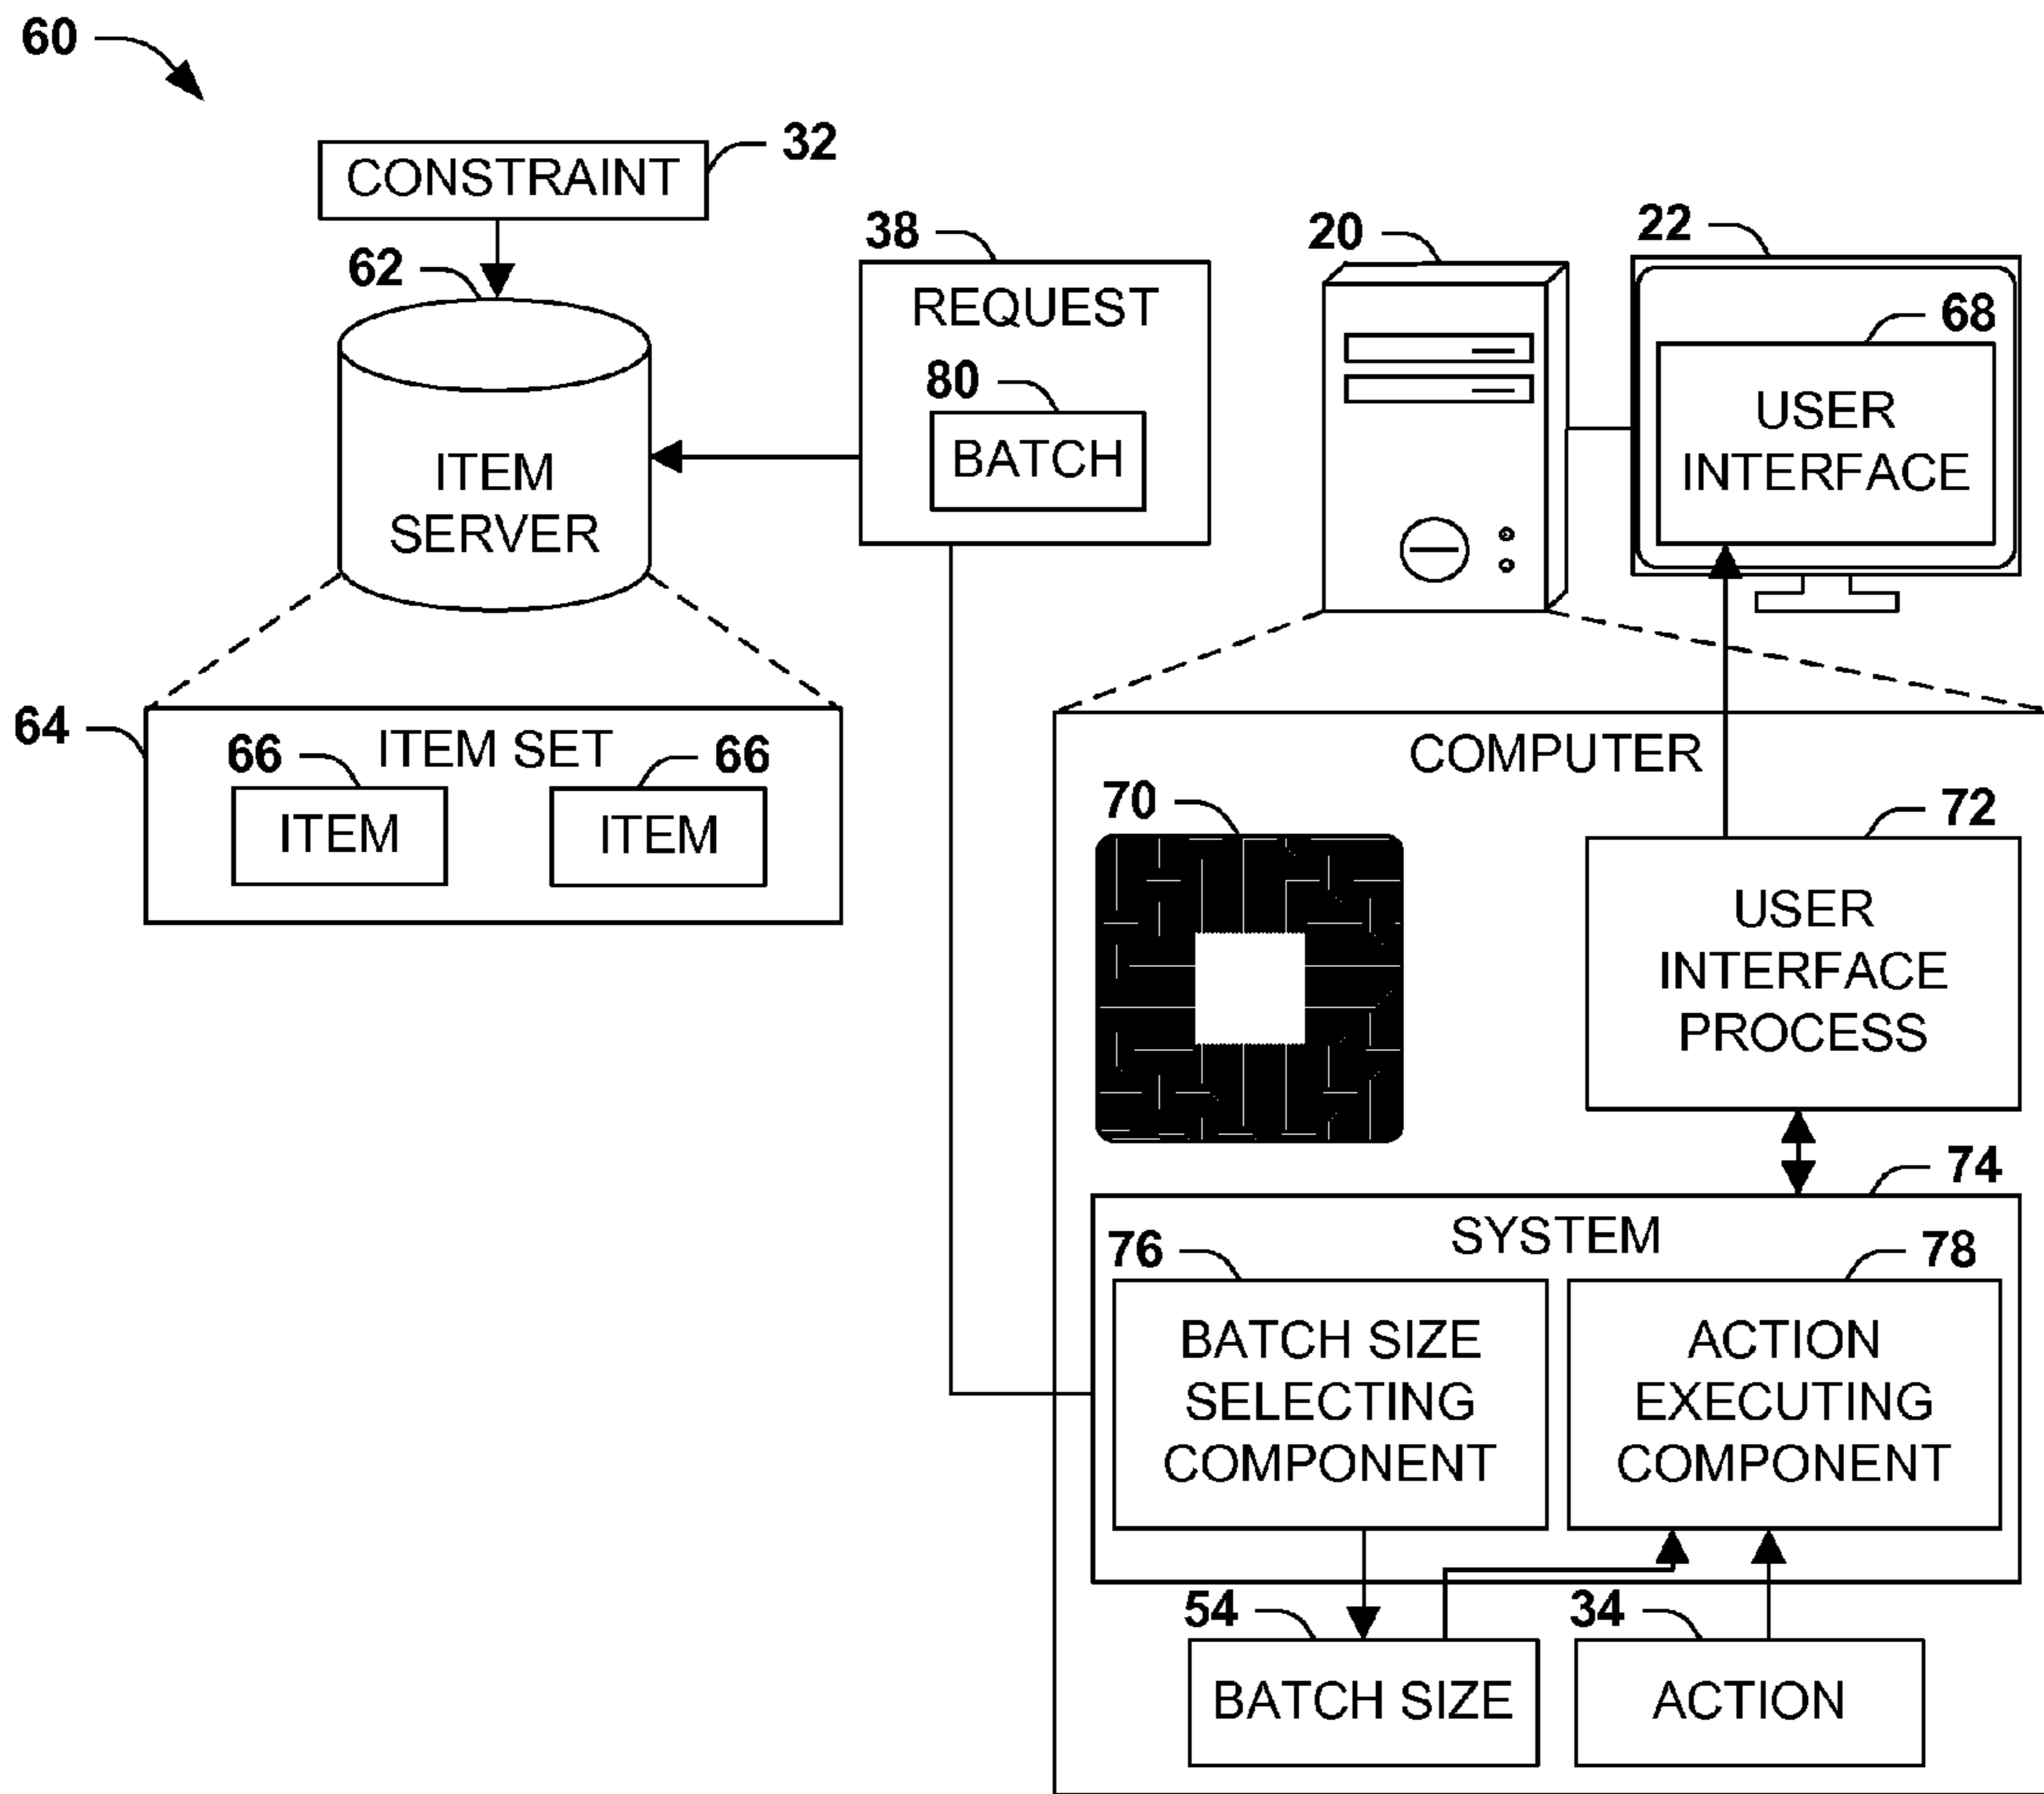 60
CONSTRAINT
32
62
ITEM
SERVER
38
REQUEST
80
BATCH
20
22
68
USER
INTERFACE
64
ITEM SET
66
ITEM
66
ITEM
COMPUTER
70
72
USER
INTERFACE
PROCESS
74
SYSTEM
76
BATCH SIZE
SELECTING
COMPONENT
78
ACTION
EXECUTING
COMPONENT
54
BATCH SIZE
34
ACTION